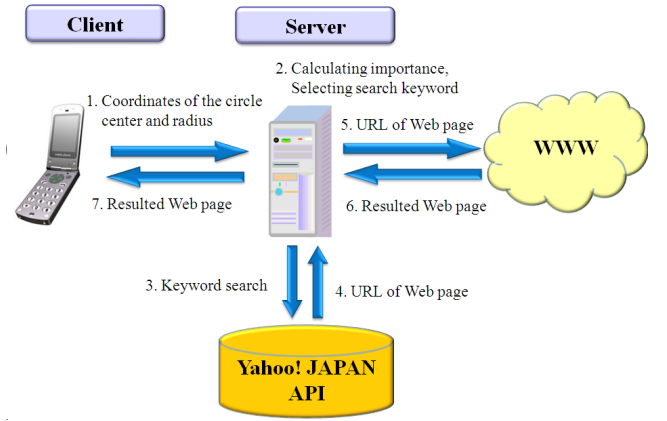 Client
Server
2. Calculating importance,
Selecting search keyword
1. Coordinates of the circle
center and radius
5. URL of Web page
WWW
7. Resulted Web page
6. Resulted Web page
3. Keyword search
4. URL of Web page
Yahoo! JAPAN
API